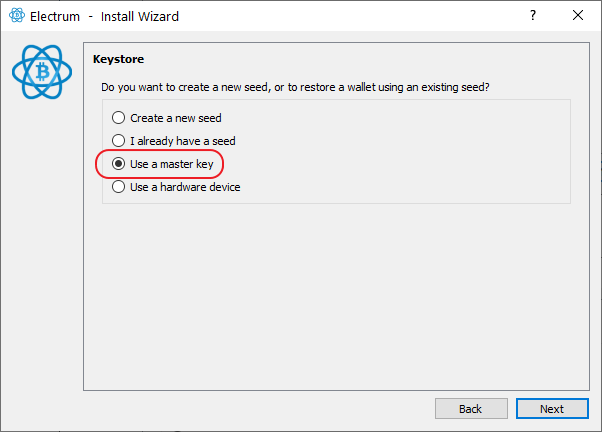 Electrum - Install Wizard
?
Keystore
Do you want to create a new seed, or to restore a wallet using an existing seed?
Create a new seed
I already have a seed
Use a master key
Use a hardware device
Back
Next